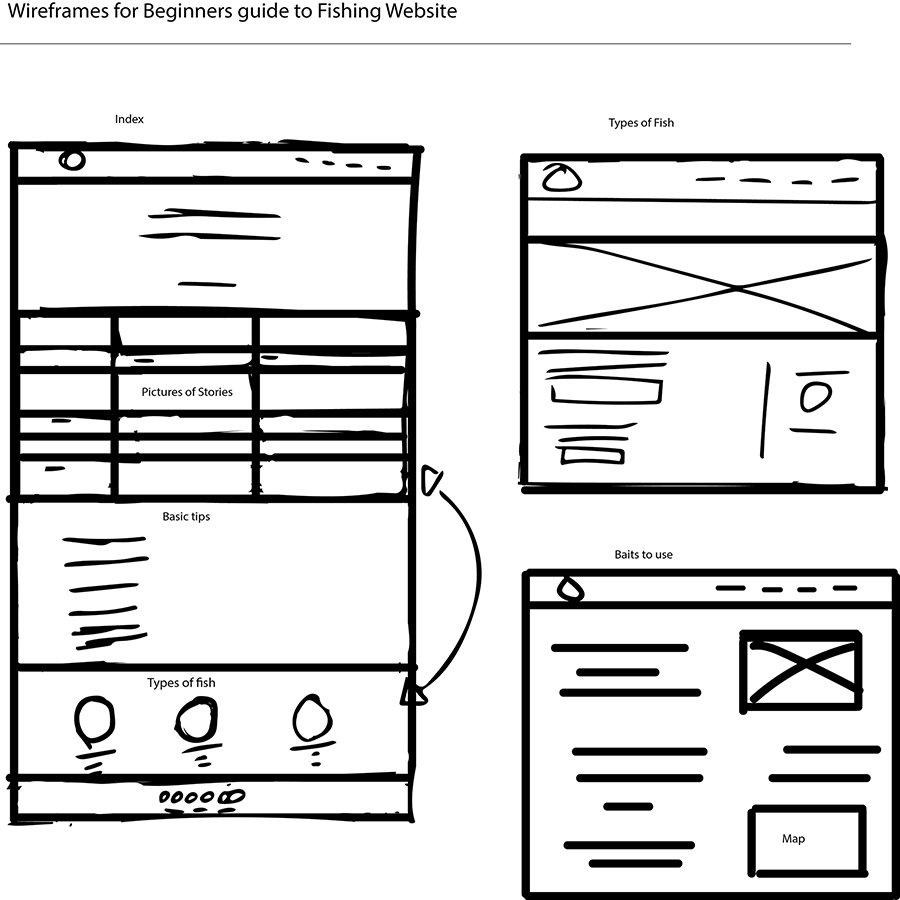 Wireframes for Beginners guide to Fishing Website
Index
Types of Fish
Pictures of Stories
Basic tips
Baits to use
Types of fish
Map